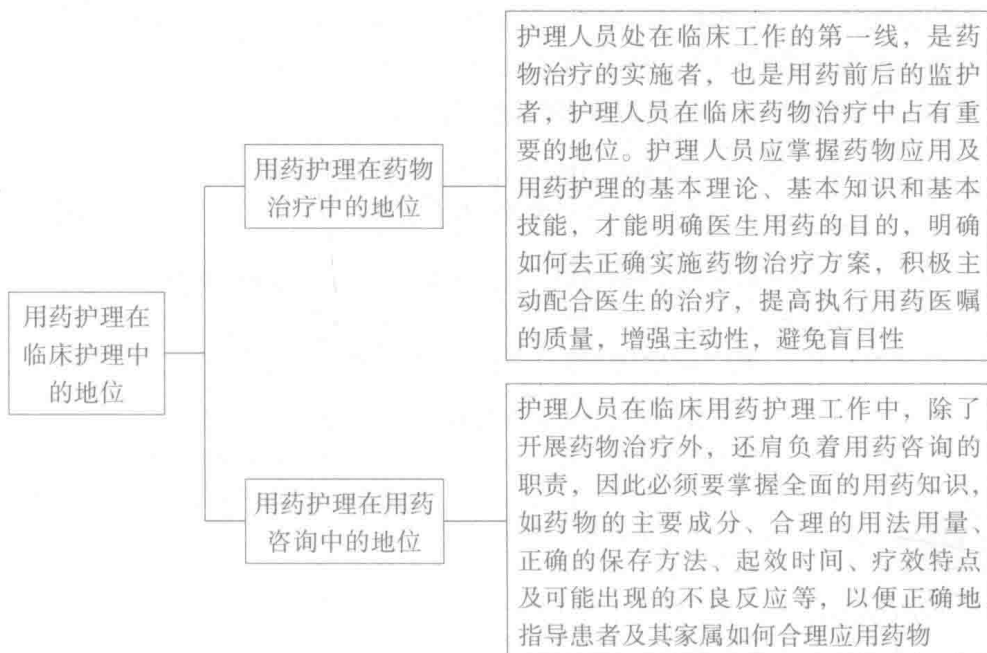 护理人员处在临床工作的第一线，是药
物治疗的实施者，也是用药前后的监护
者，护理人员在临床药物治疗中占有重
要的地位。护理人员应掌握药物应用及
用药护理的基本理论、基本知识和基本
技能，才能明确医生用药的目的，明确
如何去正确实施药物治疗方案，积极主
动配合医生的治疗，提高执行用药医嘱
的质量，增强主动性，避免盲目性
用药护理在药物
治疗中的地位
用药护理在
临床护理中
的地位
护理人员在临床用药护理工作中，除了
开展药物治疗外，还肩负着用药咨询的
职责，因此必须要掌握全面的用药知识，
如药物的主要成分、合理的用法用量、
正确的保存方法、起效时间、疗效特点
及可能出现的不良反应等，以便正确地
指导患者及其家属如何合理应用药物
用药护理在用药
咨询中的地位